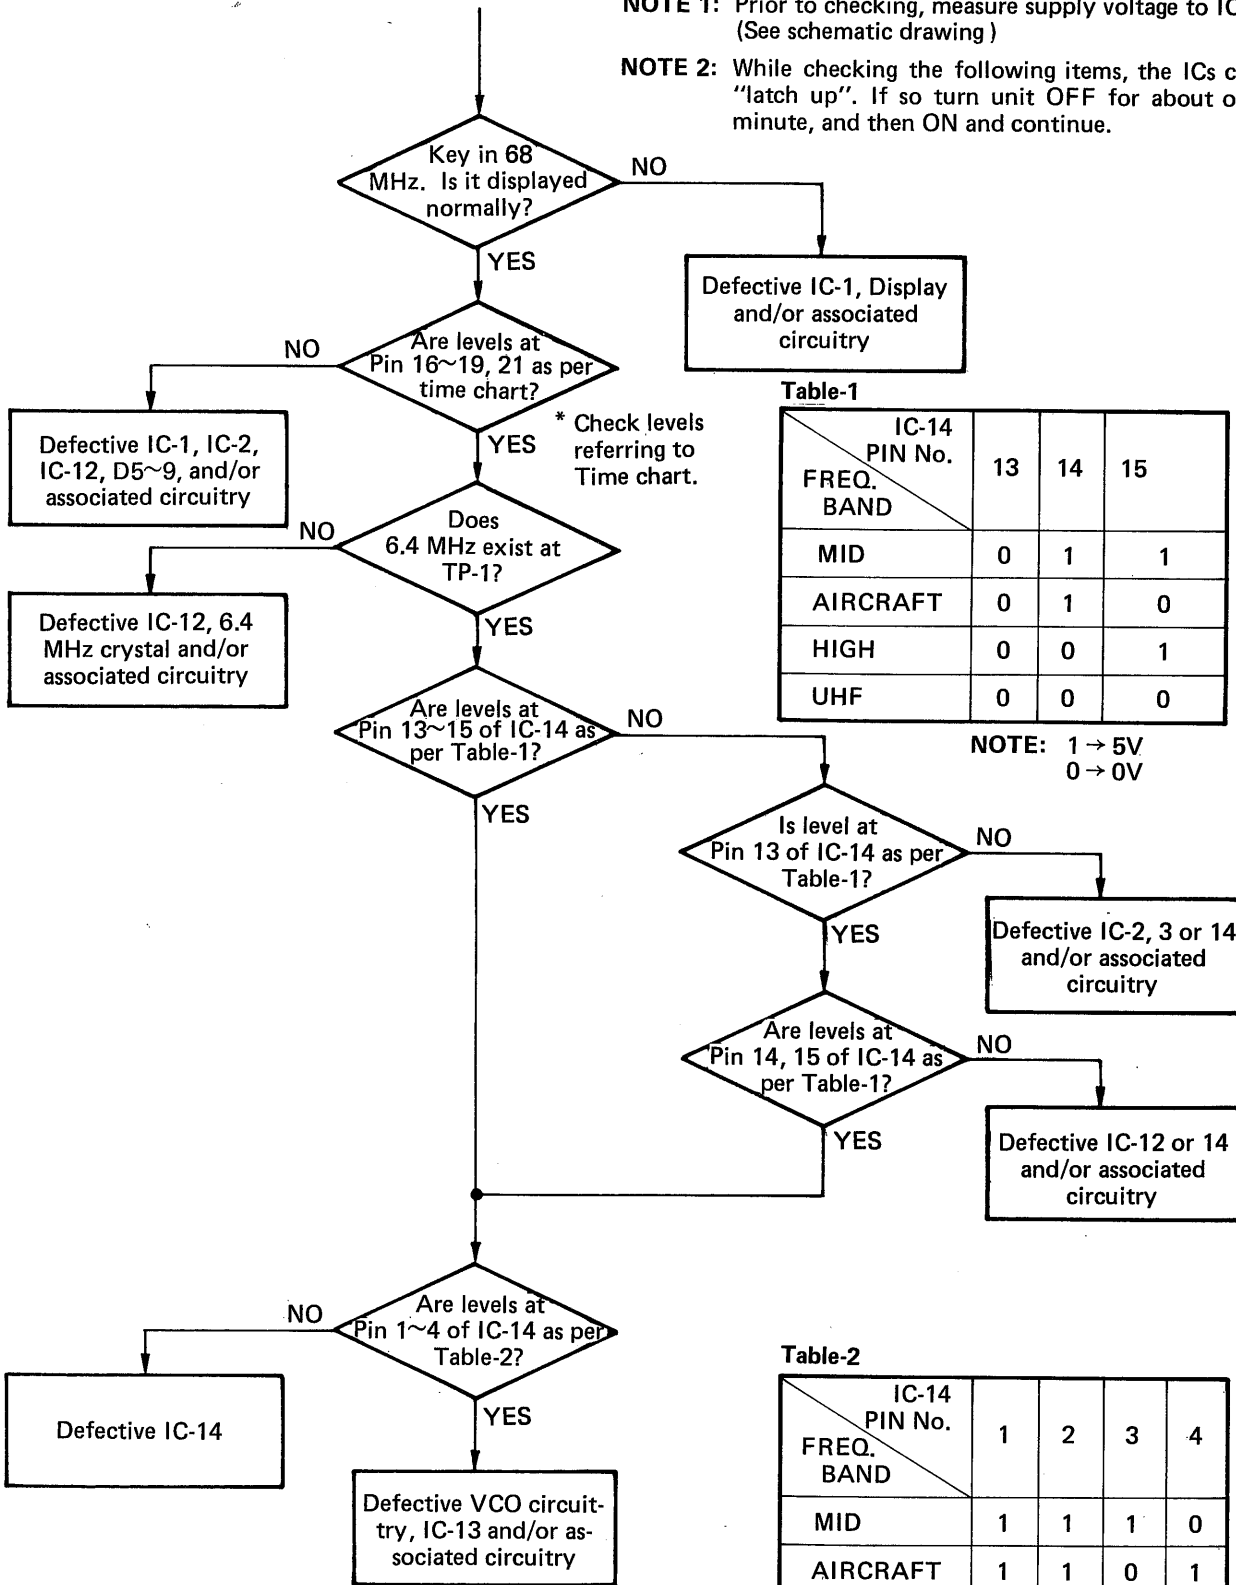 NOTE 1: Prior to checking, measure supply voltage to IC
(See schematic drawing )
NOTE 2: While checking the following items, the ICs c
"latch up". If so turn unit OFF for about o
minute, and then ON and continue.
Key in 68
MHz. Is it displayed
normally?
NO
YES
Defective IC-1, Display
and/or associated
circuitry
Are levels at
Pin 16~19, 21 as per
time chart?
NO
YES
* Check levels
referring to
Time chart.
Defective IC-1, IC-2,
IC-12, D5~9, and/or
associated circuitry
Does
6.4 MHz exist at
TP-1?
NO
YES
Defective IC-12, 6.4
MHz crystal and/or
associated circuitry
Table-1
IC-14
PIN No.
FREQ.
BAND
13 14 15
MID 0 1 1
AIRCRAFT 0 1 0
HIGH 0 0 1
UHF 0 0 0
NOTE: 1 → 5V
0 → 0V
Are levels at
Pin 13~15 of IC-14 as
per Table-1?
NO
YES
Is level at
Pin 13 of IC-14 as per
Table-1?
NO
YES
Defective IC-2, 3 or 14
and/or associated
circuitry
Are levels at
Pin 14, 15 of IC-14 as
per Table-1?
NO
YES
Defective IC-12 or 14
and/or associated
circuitry
Are levels at
Pin 1~4 of IC-14 as per
Table-2?
NO
YES
Defective IC-14
Defective VCO circuit-
try, IC-13 and/or as-
sociated circuitry
Table-2
IC-14
PIN No.
FREQ.
BAND
1 2 3 4
MID 1 1 1 0
AIRCRAFT 1 1 0 1